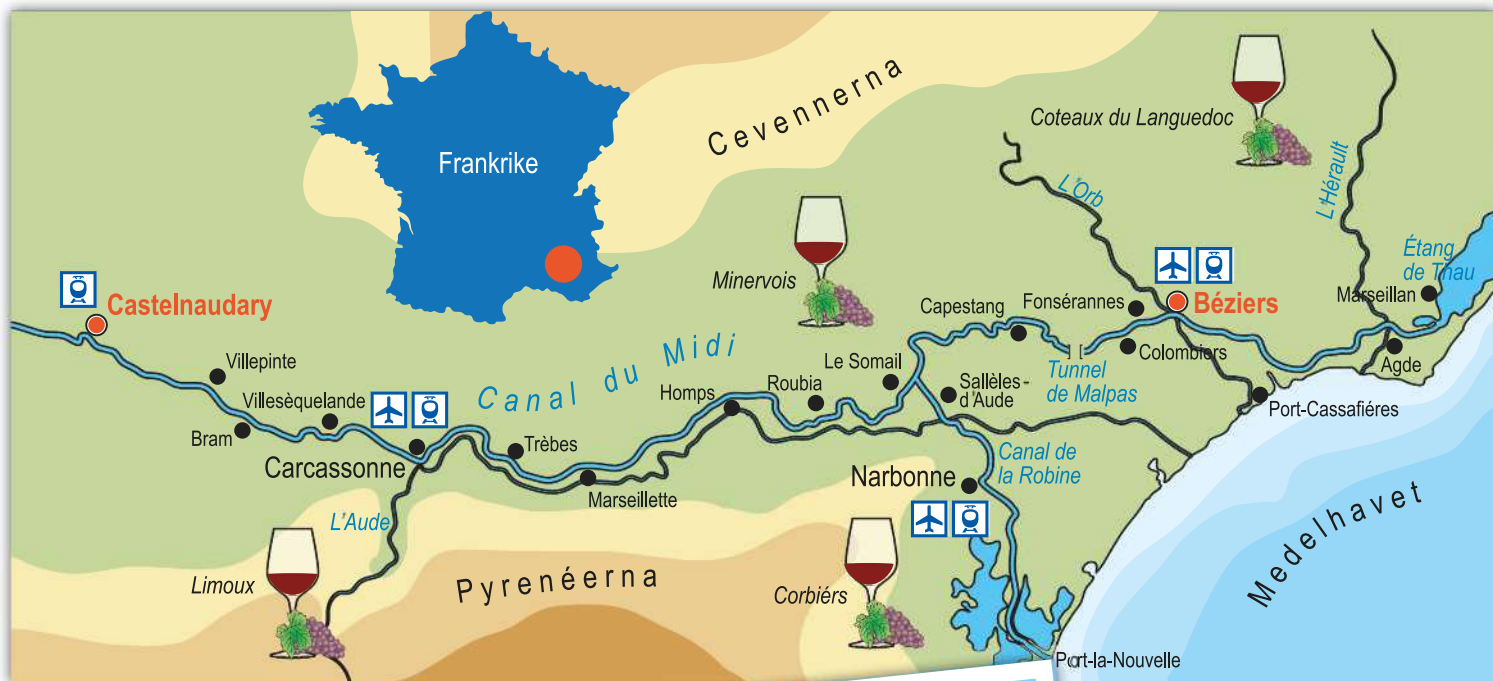 Cevennerna
Coteaux du Languedoc
Frankrike
L'Orb
L'Hérault
Étang
de Thau
Minervois
Marseillan
Castelnaudary
Capestang
Fonsérannes
Béziers
Villepinte
Canal du Midi
Le Somail
Colombiers
Agde
Tunnel
de Malpas
Villesèquelande
Homps
Roubia
Sallèles-
d'Aude
Port-Cassafiéres
Bram
Carcassonne
Trèbes
Canal de
la Robine
Narbonne
Marseillette
L'Aude
Medelhavet
Limoux
Pyrenéerna
Corbiérs
Port-la-Nouvelle